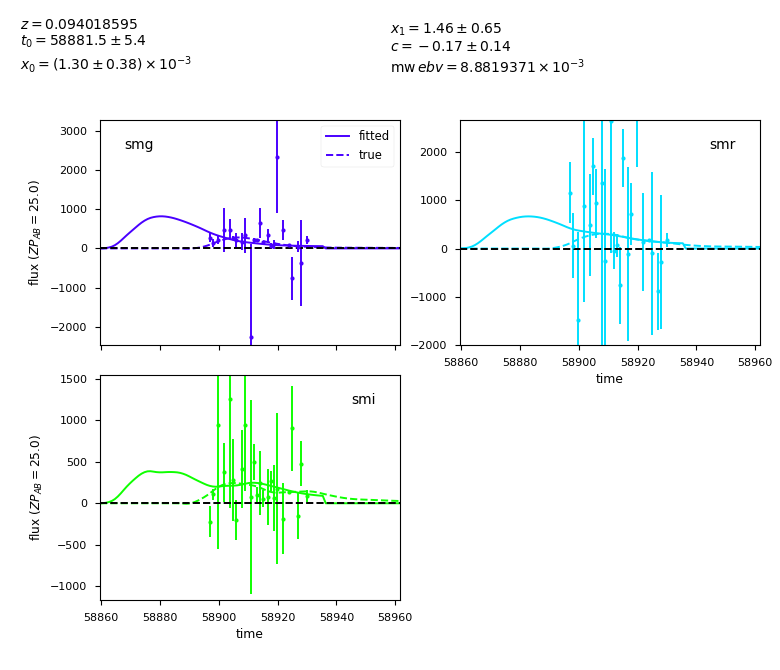 z = 0.094018595
t₀ = 58881.5 ± 5.4
x₀ = (1.30 ± 0.38) × 10⁻³
x₁ = 1.46 ± 0.65
c = −0.17 ± 0.14
mw ebv = 8.8819371 × 10⁻³
smg
fitted
true
3000
2000
1000
0
−1000
−2000
flux (ZP_AB = 25.0)
smr
2000
1000
0
−1000
−2000
58860 58880 58900 58920 58940 58960
time
smi
1500
1000
500
0
−500
−1000
flux (ZP_AB = 25.0)
58860 58880 58900 58920 58940 58960
time